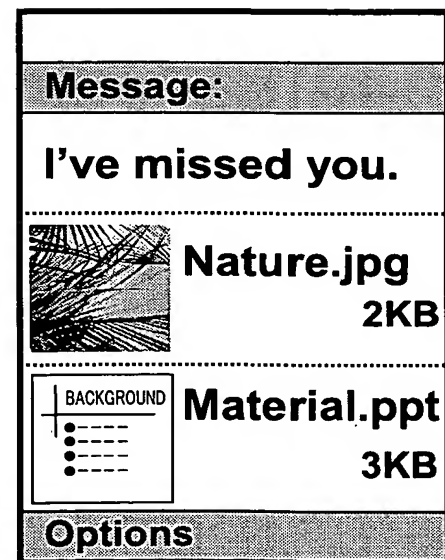 Message:
I've missed you.
Nature.jpg
2KB
BACKGROUND
Material.ppt
3KB
Options